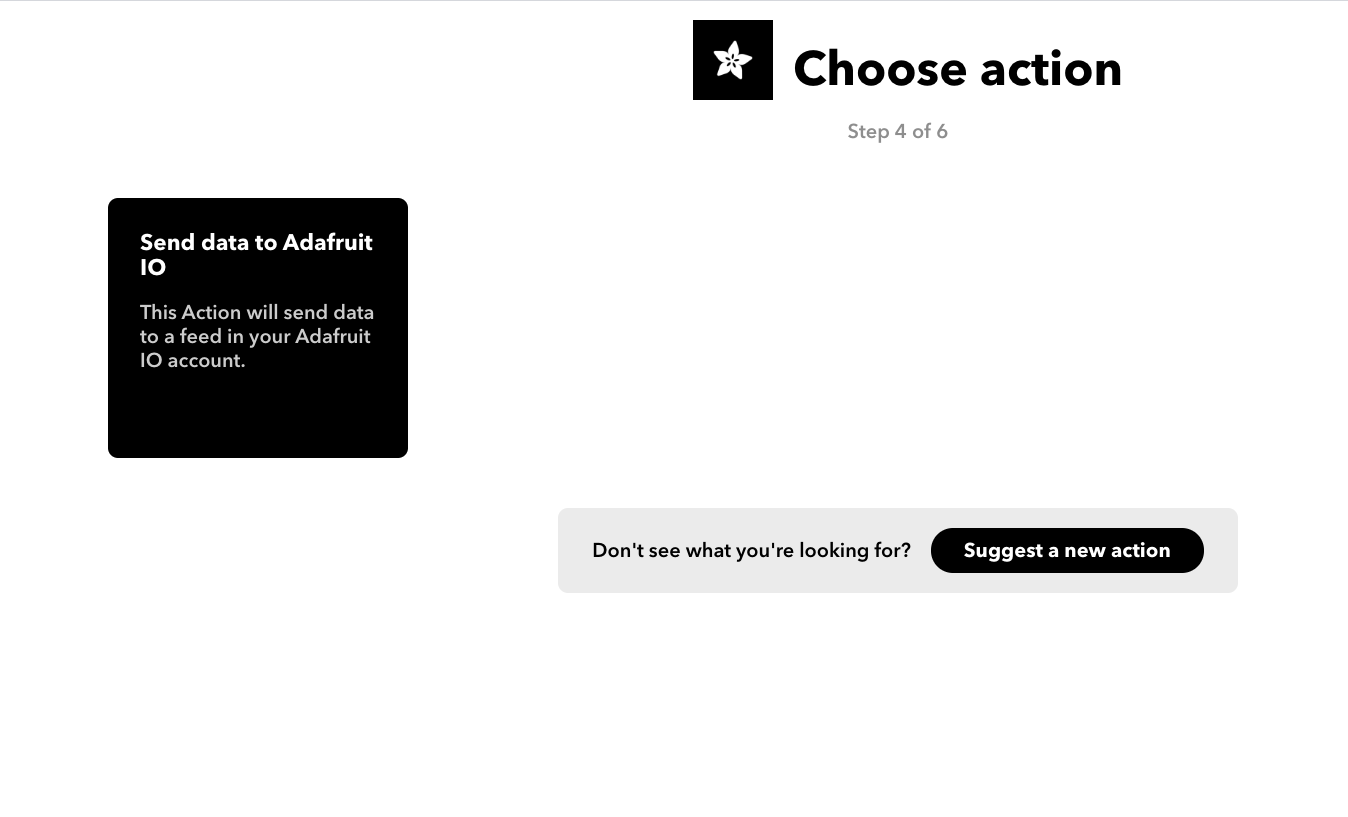 Choose action
Step 4 of 6
Send data to Adafruit
IO
This Action will send data
to a feed in your Adafruit
IO account.
Don't see what you're looking for?
Suggest a new action